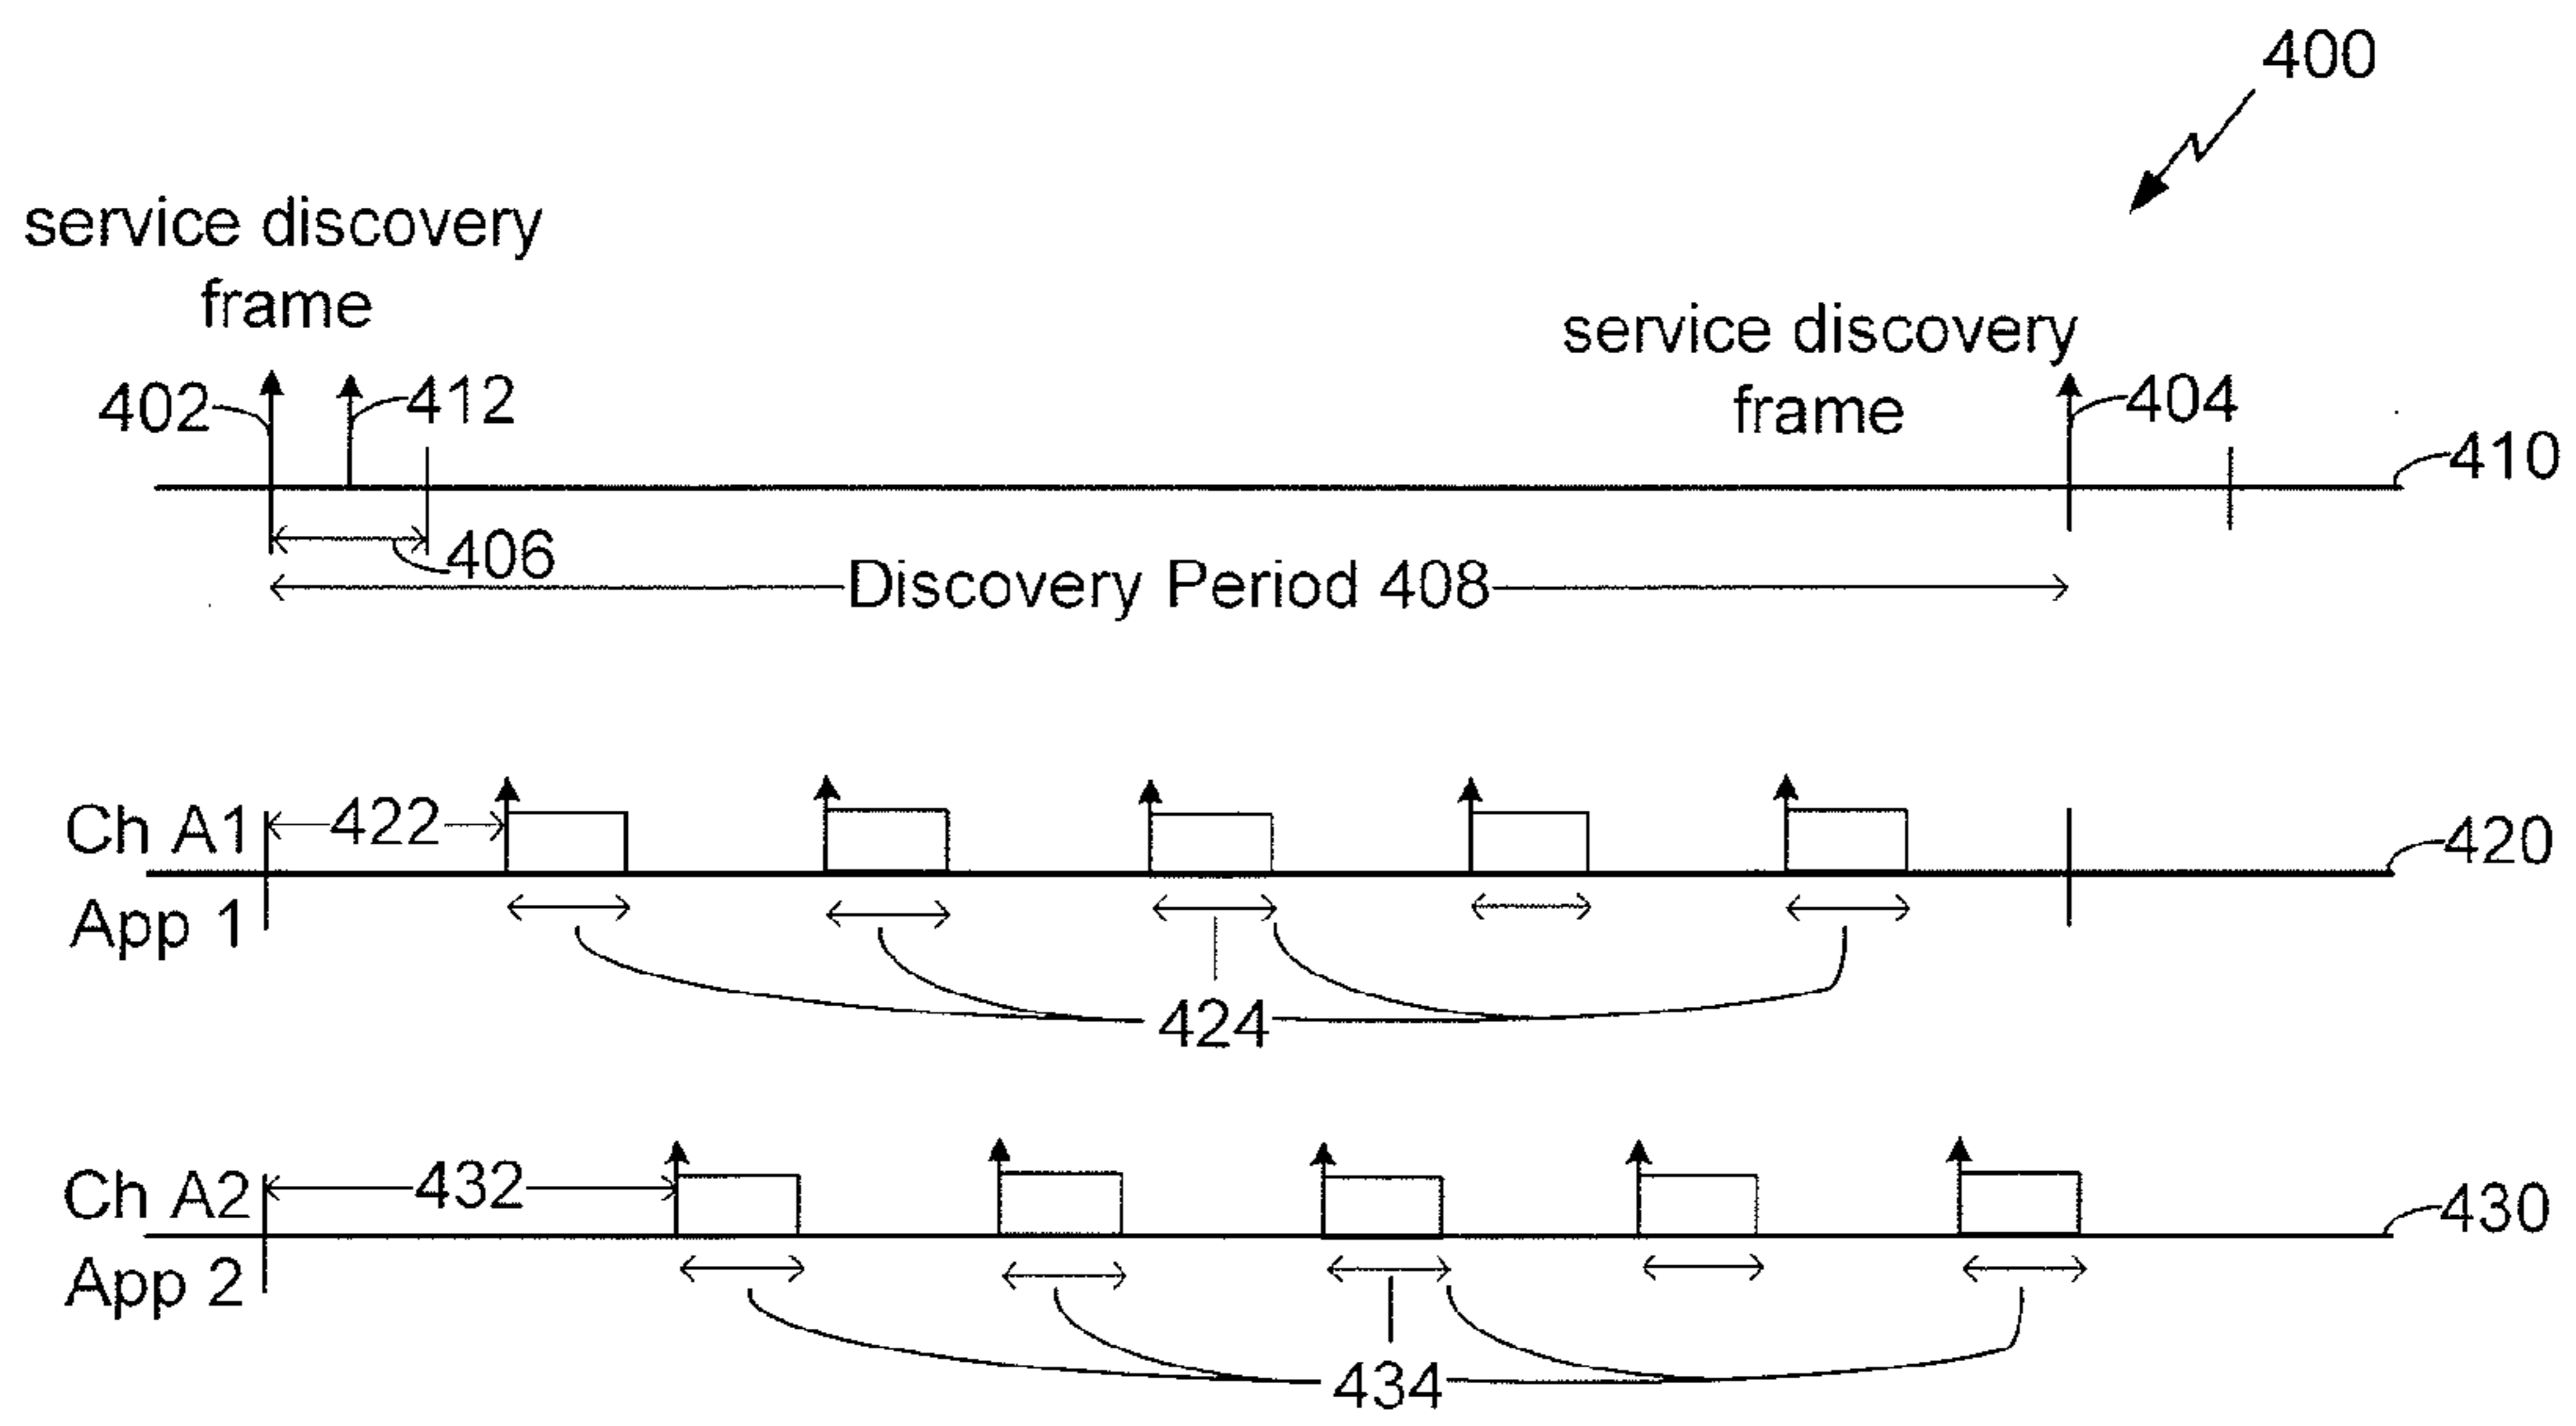 400
service discovery
frame
service discovery
frame
402
412
404
410
406
Discovery Period 408
Ch A1
422
420
App 1
424
Ch A2
432
430
App 2
434